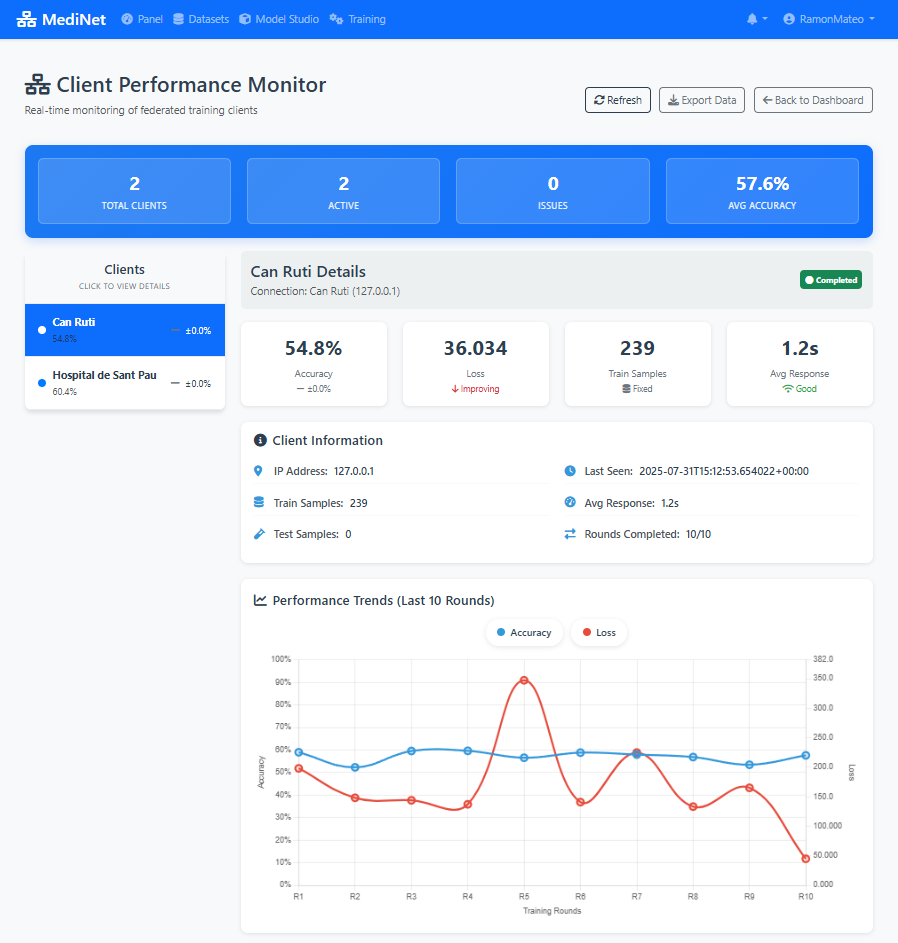 MediNet Panel Datasets Model Studio Training RamonMateo
Client Performance Monitor
Real-time monitoring of federated training clients
Refresh Export Data Back to Dashboard
2 2 0 57.6%
TOTAL CLIENTS ACTIVE ISSUES AVG ACCURACY
Clients
CLICK TO VIEW DETAILS
Can Ruti
54.8%
±0.0%
Hospital de Sant Pau
60.4%
±0.0%
Can Ruti Details
Connection: Can Ruti (127.0.0.1)
Completed
54.8% 36.034 239 1.2s
Accuracy Loss Train Samples Avg Response
±0.0% Improving Fixed Good
Client Information
IP Address: 127.0.0.1 Last Seen: 2025-07-31T15:12:53.654022+00:00
Train Samples: 239 Avg Response: 1.2s
Test Samples: 0 Rounds Completed: 10/10
Performance Trends (Last 10 Rounds)
Accuracy Loss
100% 382.0
90% 350.0
80% 300.0
70% 250.0
60% 200.0
50% 150.0
40% 100.000
30% 50.000
20% 0.000
10%
0%
Accuracy
Loss
R1 R2 R3 R4 R5 R6 R7 R8 R9 R10
Training Rounds